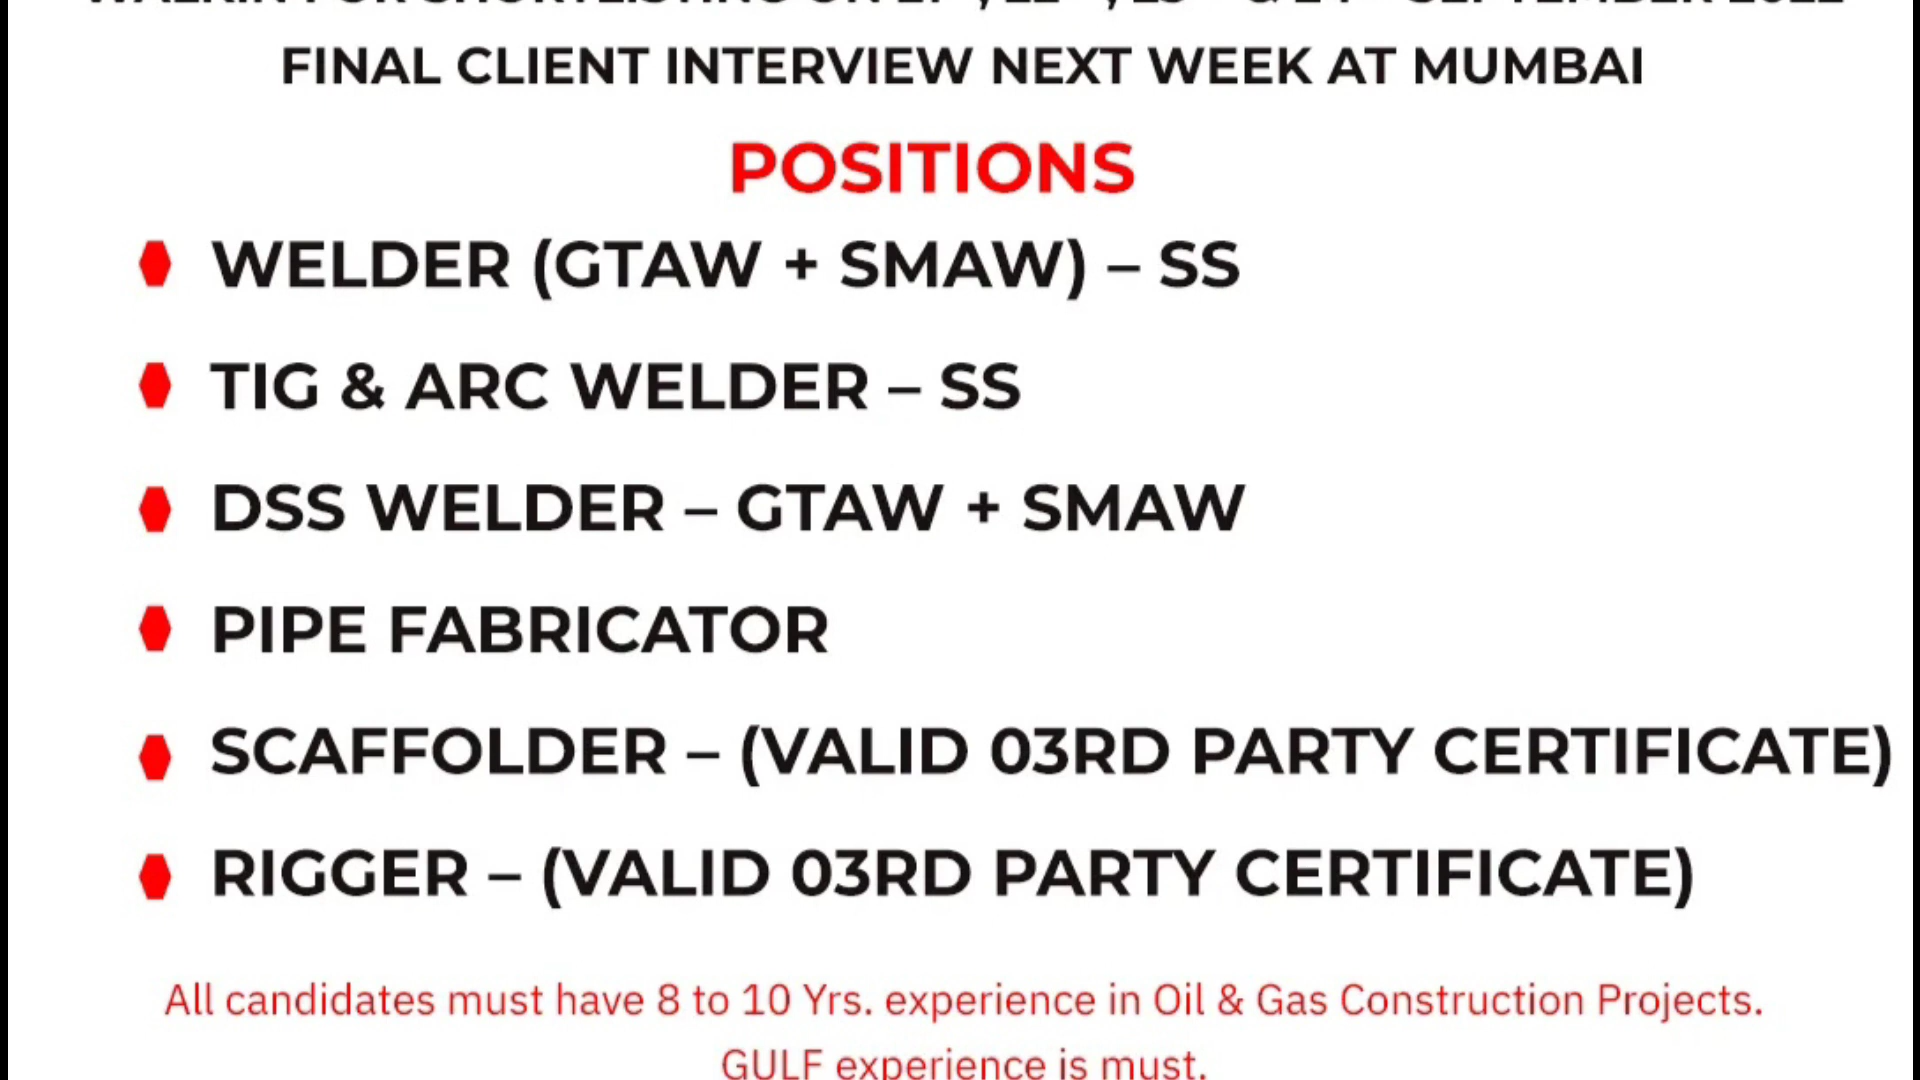 FINAL CLIENT INTERVIEW NEXT WEEK AT MUMBAI
POSITIONS
WELDER (GTAW + SMAW) – SS
TIG & ARC WELDER – SS
DSS WELDER – GTAW + SMAW
PIPE FABRICATOR
SCAFFOLDER – (VALID 03RD PARTY CERTIFICATE)
RIGGER – (VALID 03RD PARTY CERTIFICATE)
All candidates must have 8 to 10 Yrs. experience in Oil & Gas Construction Projects.
GULF experience is must.